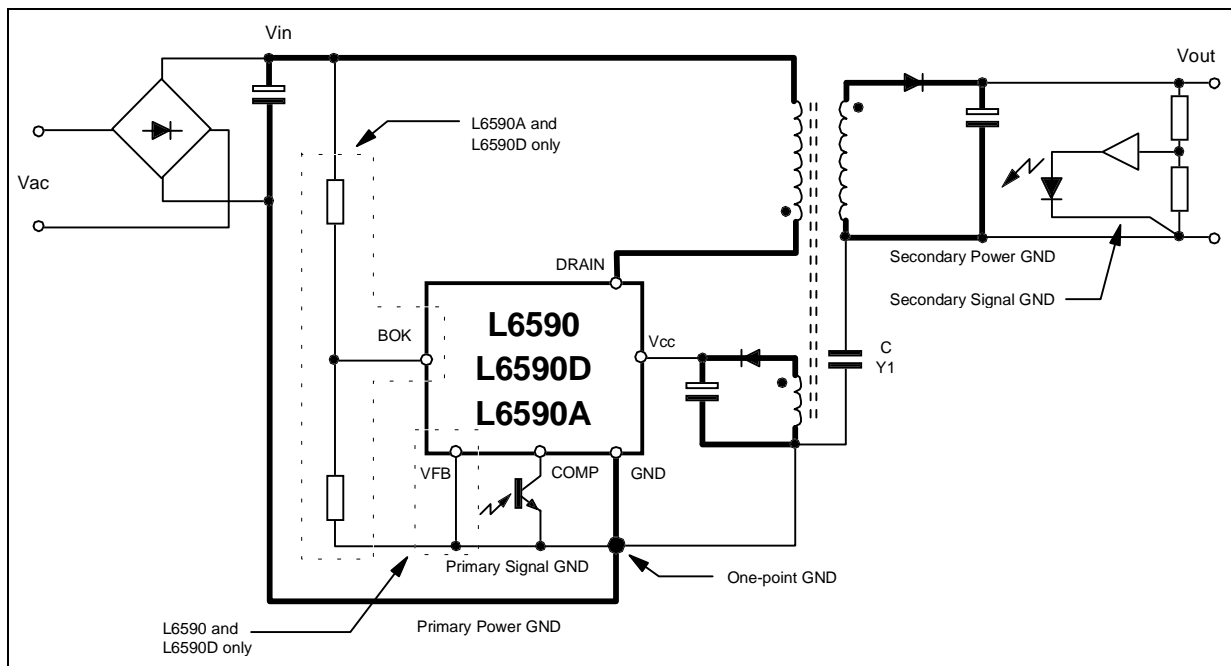 Vin
Vout
L6590A and
L6590D only
Vac
DRAIN
Secondary Power GND
Secondary Signal GND
BOK
L6590
L6590D
L6590A
Vcc
C
Y1
VFB
COMP
GND
Primary Signal GND
One-point GND
L6590 and
L6590D only
Primary Power GND